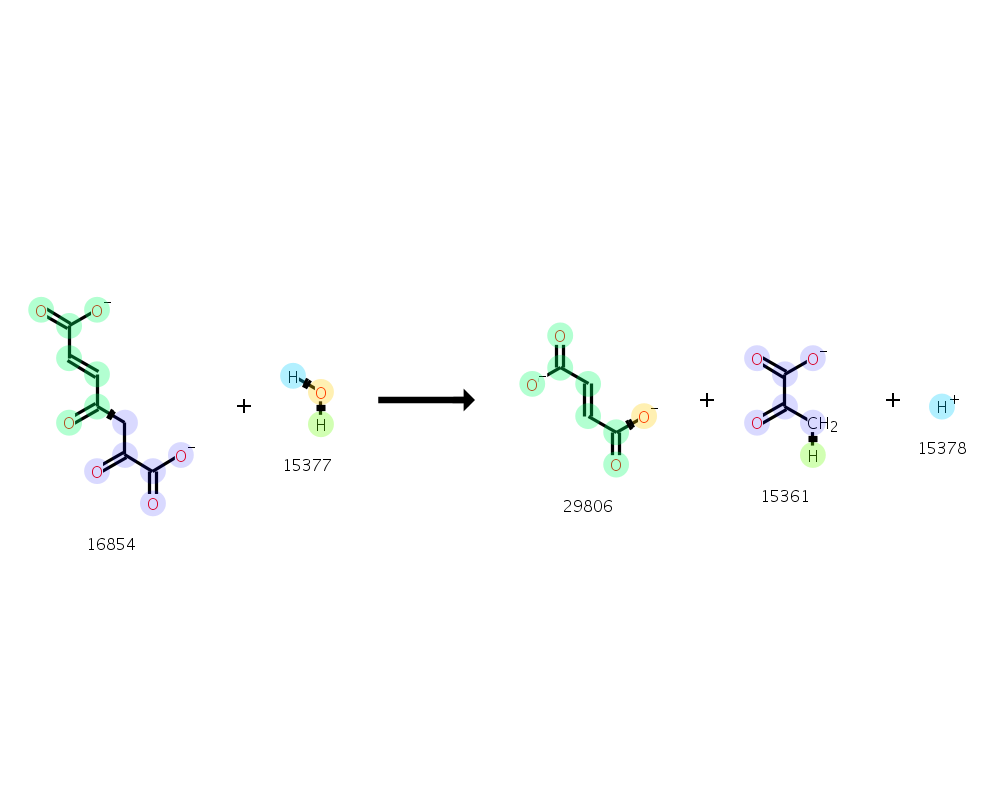 O O−
O
O O−
O
O
16854
+
H O
H
15377
O
O−
O−
O
29806
+
O O−
O CH2
H
15361
+
H+
15378